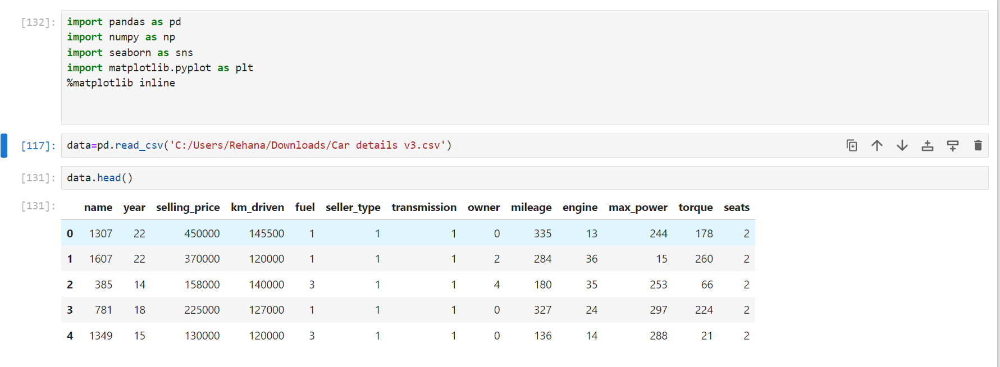 [132]: import pandas as pd
import numpy as np
import seaborn as sns
import matplotlib.pyplot as plt
%matplotlib inline
[117]: data=pd.read_csv('C:/Users/Rehana/Downloads/Car details v3.csv')
[131]: data.head()
[131]: name year selling_price km_driven fuel seller_type transmission owner mileage engine max_power torque seats
0 1307 22 450000 145500 1 1 1 0 335 13 244 178 2
1 1607 22 370000 120000 1 1 1 2 284 36 15 260 2
2 385 14 158000 140000 3 1 1 4 180 35 253 66 2
3 781 18 225000 127000 1 1 1 0 327 24 297 224 2
4 1349 15 130000 120000 3 1 1 0 136 14 288 21 2